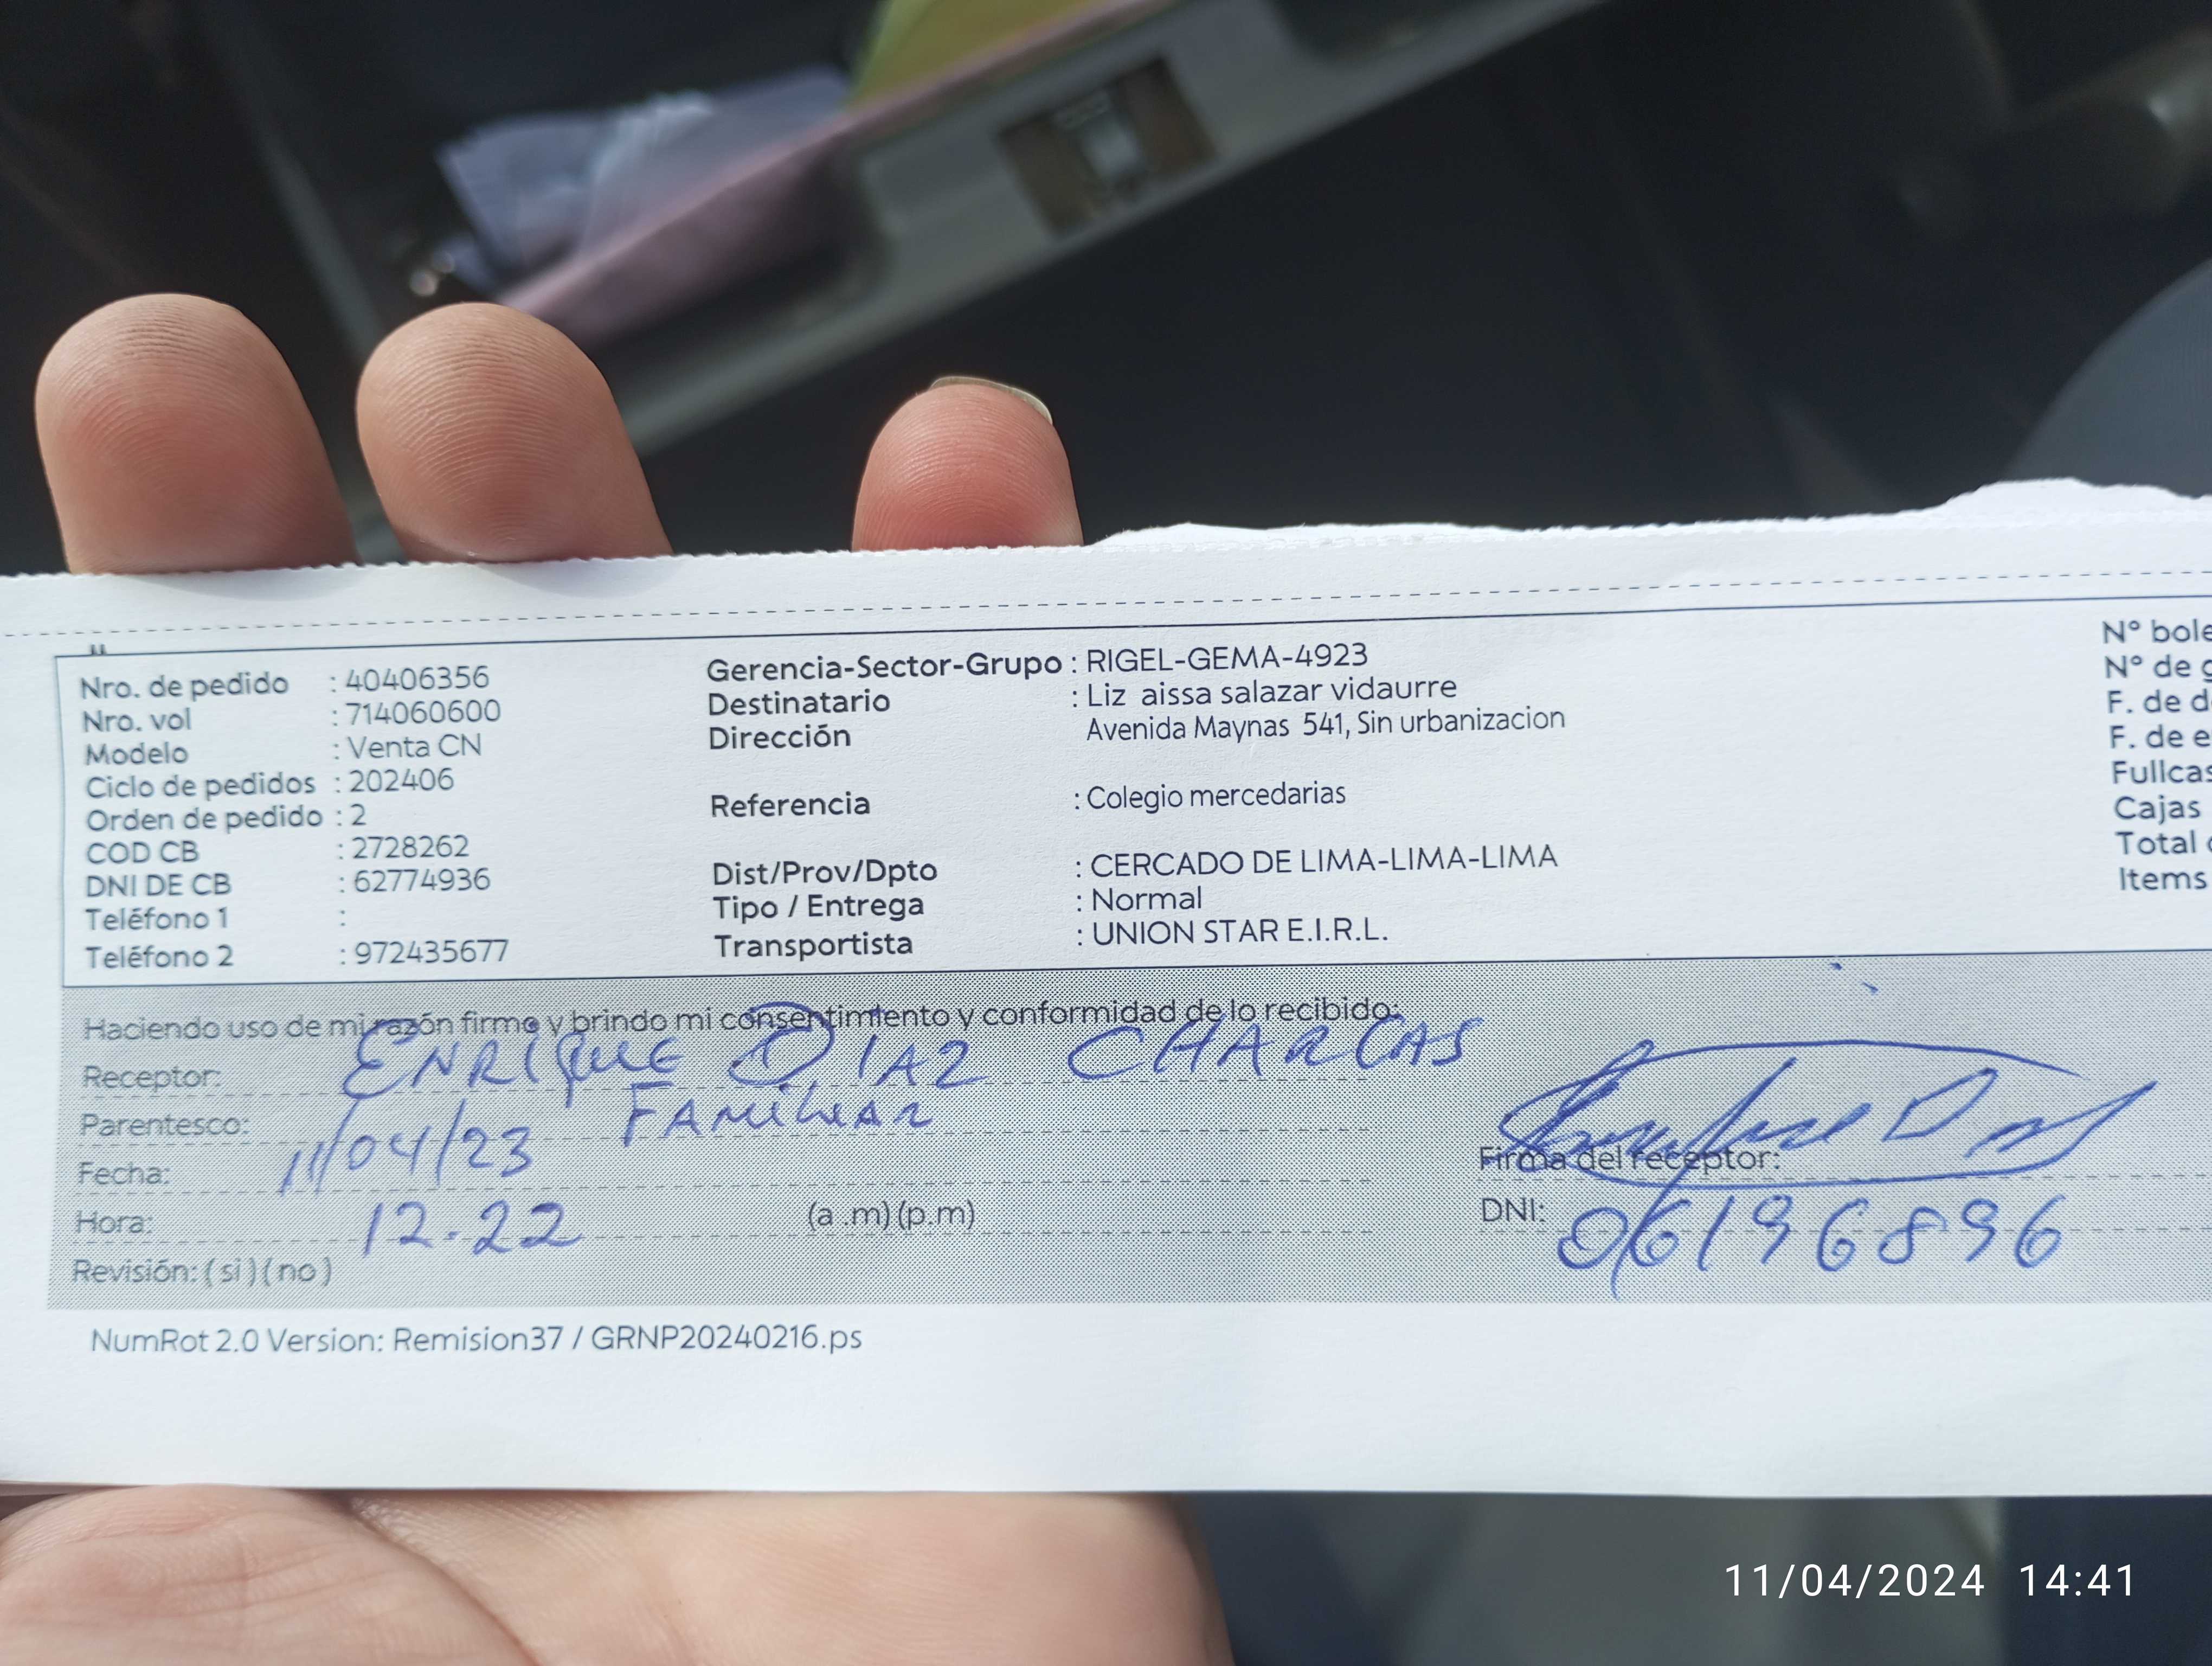 Nro. de pedido : 40406356
Nro. vol : 714060600
Modelo : Venta CN
Ciclo de pedidos : 202406
Orden de pedido : 2
COD CB : 2728262
DNI DE CB : 62774936
Teléfono 1 :
Teléfono 2 : 972435677
Gerencia-Sector-Grupo : RIGEL-GEMA-4923
Destinatario : Liz aissa salazar vidaurre
Dirección Avenida Maynas 541, Sin urbanizacion
Referencia : Colegio mercedarias
Dist/Prov/Dpto : CERCADO DE LIMA-LIMA-LIMA
Tipo / Entrega : Normal
Transportista : UNION STAR E.I.R.L.
N° bole
N° de g
F. de d
F. de e
Fullcas
Cajas
Total
Items
Haciendo uso de mi razón firmo y brindo mi consentimiento y conformidad de lo recibido:
Receptor: ENRIQUE DIAZ CHARCAS
Parentesco: FAMILIAR
Fecha: 11/04/23
Hora: 12.22 (a .m) (p.m)
Revisión: ( si ) ( no )
Firma del receptor:
DNI: 06196896
NumRot 2.0 Version: Remision37 / GRNP20240216.ps
11/04/2024 14:41